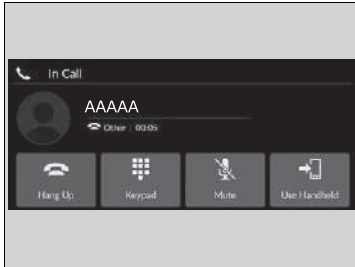 In Call
AAAAA
Other 00:05
Hang Up Keypad Mute Use Handheld